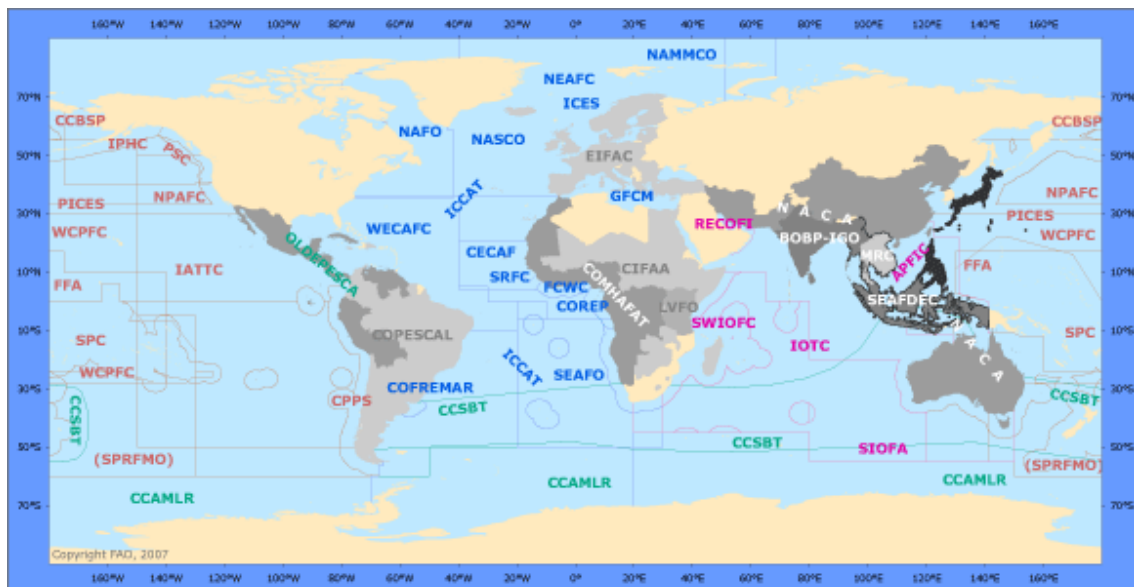 160°W 140°W 120°W 100°W 80°W 60°W 40°W 20°W 0° 20°E 40°E 60°E 80°E 100°E 120°E 140°E 160°E
NAMMCO
NEAFC
70°N 70°N
ICES
CCBSP CCBSP
NAFO
IPHC NASCO
PSC
50°N 50°N
EIFAC
NPAFC ICCAT GFCM NPAFC
PICES N A C A
30°N 30°N
RECOFI PICES
WECAFC
WCPFC BOBP-IGO WCPFC
OLDEPESCA CECAF MRC
IATTC CIFAA APFIC FFA
10°N SRFC 10°N
FFA COMHAFAT
FCWC
COREP LVFO SEAFDEC
10°S SWIOFC 10°S
SPC COPESCAL IOTC N A C A SPC
WCPFC ICCAT SEAFO
COFREMAR
30°S CPPS 30°S
CCSBT CCSBT CCSBT
CCSBT SIOFA
50°S 50°S
(SPRFMO) (SPRFMO)
CCAMLR CCAMLR CCAMLR
70°S 70°S
Copyright FAO, 2007
160°W 140°W 120°W 100°W 80°W 60°W 40°W 20°W 0° 20°E 40°E 60°E 80°E 100°E 120°E 140°E 160°E